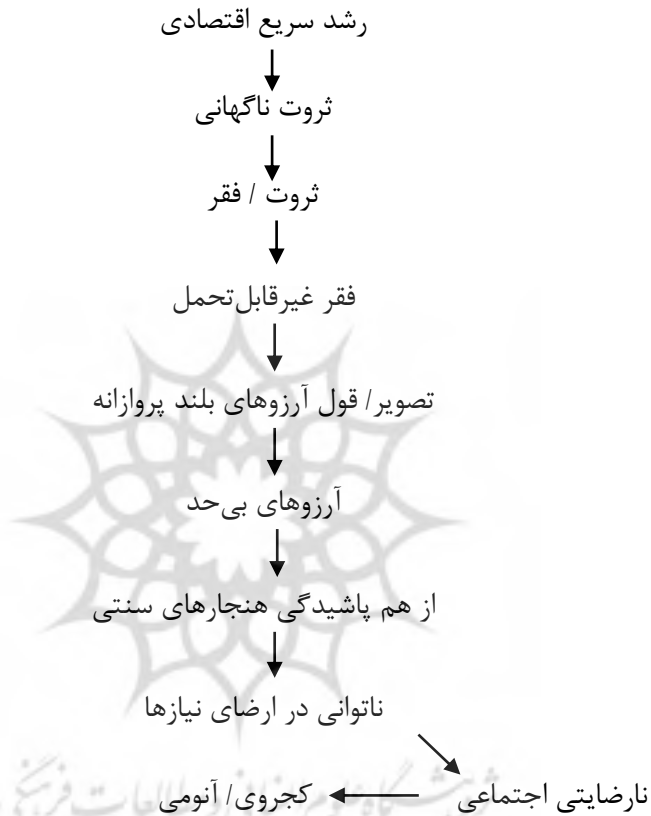 رشد سریع اقتصادی
ثروت ناگهانی
ثروت / فقر
فقر غیرقابل‌تحمل
تصویر/ قول آرزوهای بلند پروازانه
آرزوهای بی‌حد
از هم پاشیدگی هنجارهای سنتی
ناتوانی در ارضای نیازها
نارضایتی اجتماعی
کجروی/ آنومی